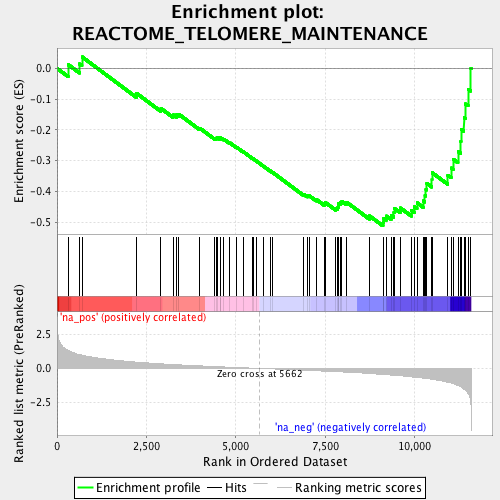 Enrichment plot:
REACTOME_TELOMERE_MAINTENANCE
Enrichment score (ES)
0.0
-0.1
-0.2
-0.3
-0.4
-0.5
'na_pos' (positively correlated)
Ranked list metric (PreRanked)
2.5
0.0
-2.5
Zero cross at 5662
'na_neg' (negatively correlated)
0
2,500
5,000
7,500
10,000
Rank in Ordered Dataset
Enrichment profile
Hits
Ranking metric scores